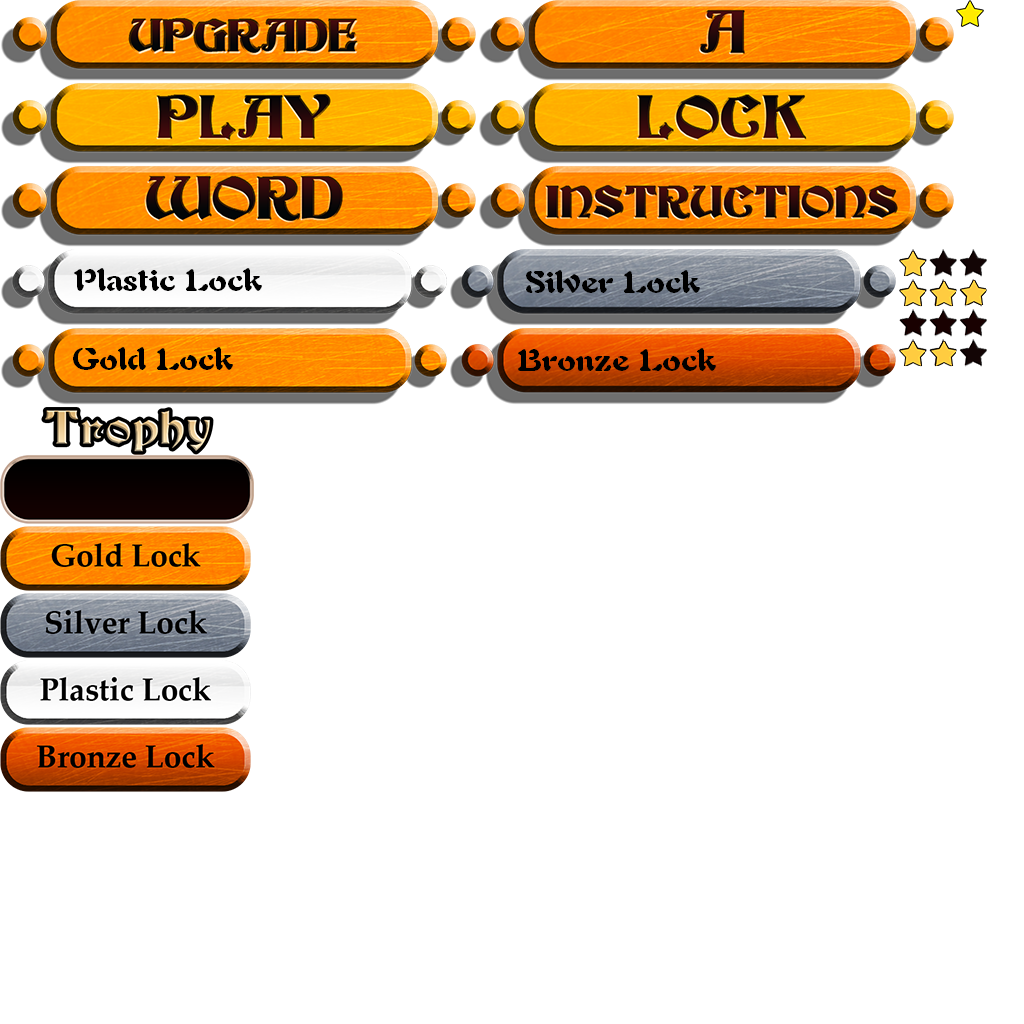 UPGRADE
A
PLAY
LOCK
WORD
INSTRUCTIONS
Plastic Lock
Silver Lock
Gold Lock
Bronze Lock
Trophy
Gold Lock
Silver Lock
Plastic Lock
Bronze Lock